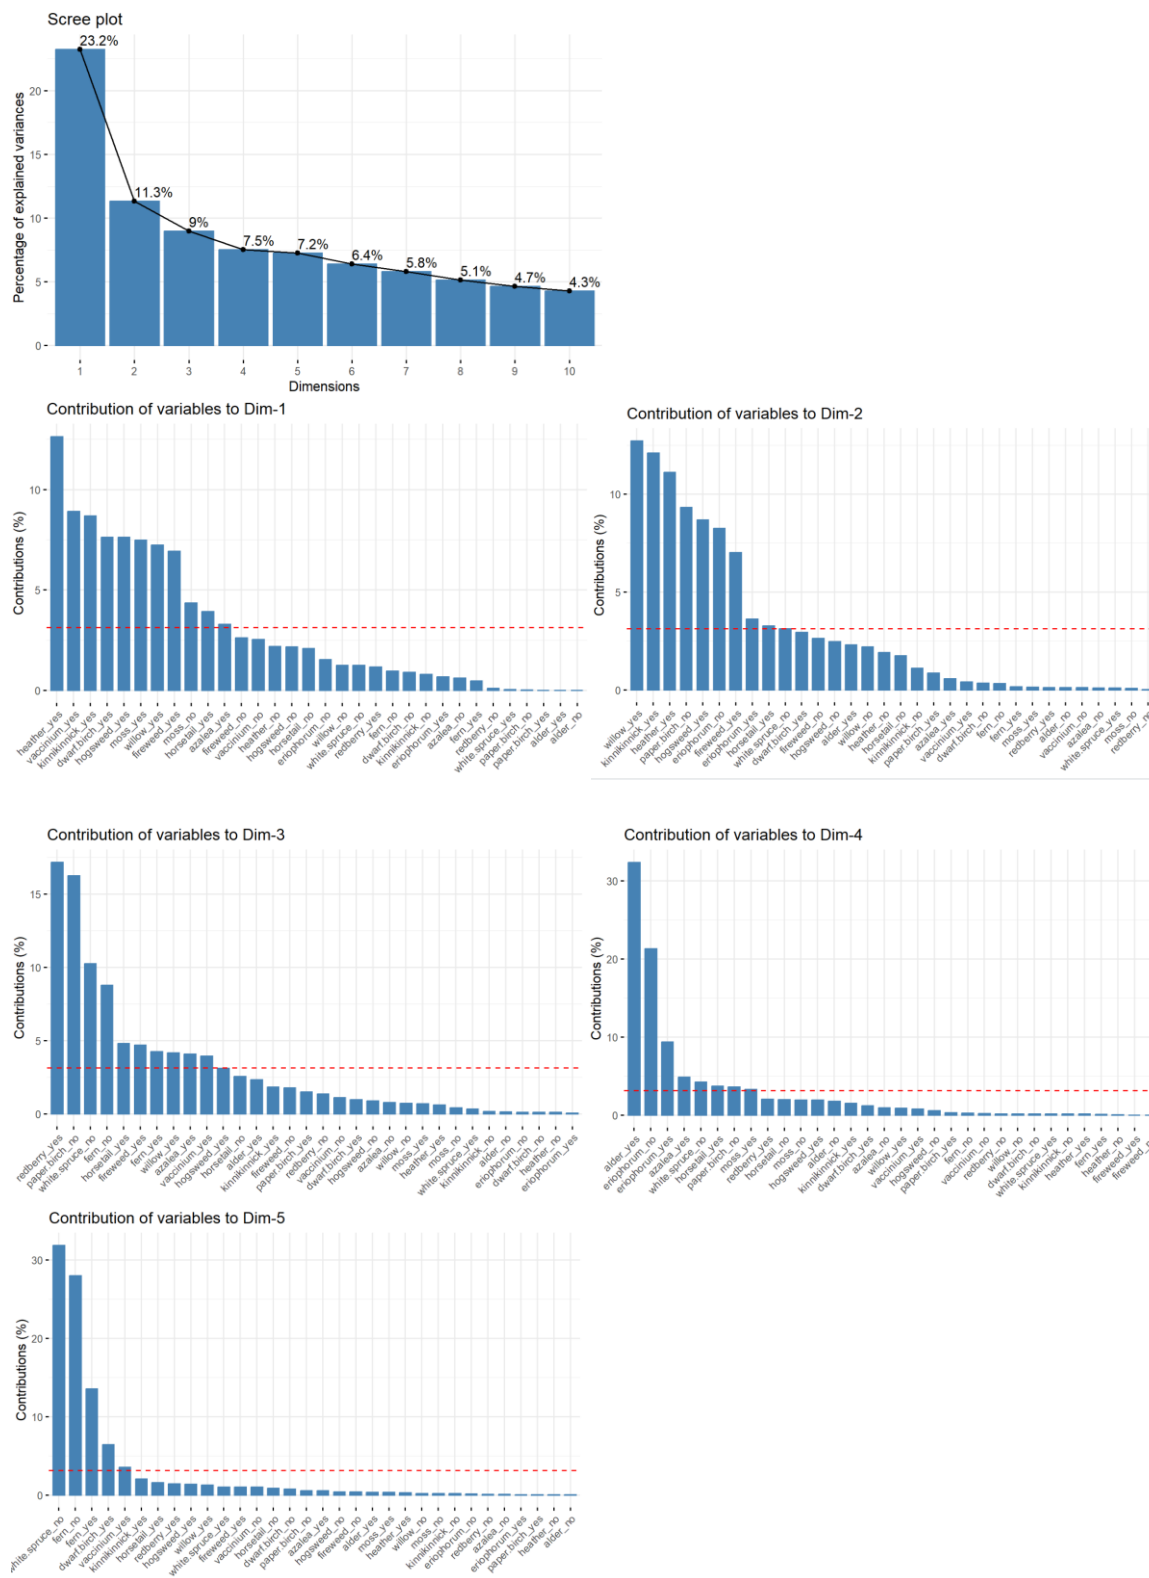 Scree plot
23.2%
11.3%
9%
7.5%
7.2%
6.4%
5.8%
5.1%
4.7%
4.3%
Percentage of explained variances
20
15
10
5
0
1 2 3 4 5 6 7 8 9 10
Dimensions
Contribution of variables to Dim-1
Contributions (%)
10
5
0
heather_yes
vaccinium_yes
kinnikinnick_yes
dwarf.birch_yes
hogsweed_yes
moss_yes
willow_yes
fireweed_yes
moss_no
horsetail_yes
azalea_yes
fireweed_no
vaccinium_no
heather_no
hogsweed_no
horsetail_no
eriophorum_no
willow_no
white.spruce_no
redberry_yes
fern_no
dwarf.birch_no
kinnikinnick_no
eriophorum_yes
azalea_no
fern_yes
redberry_no
white.spruce_yes
paper.birch_yes
paper.birch_no
alder_yes
alder_no
Contribution of variables to Dim-2
Contributions (%)
10
5
0
willow_yes
kinnikinnick_yes
heather_yes
paper.birch_no
hogsweed_yes
eriophorum_no
fireweed_yes
eriophorum_yes
horsetail_yes
white.spruce_no
dwarf.birch_yes
fireweed_no
hogsweed_no
alder_yes
willow_no
heather_no
horsetail_no
kinnikinnick_no
paper.birch_yes
azalea_yes
vaccinium_yes
dwarf.birch_no
fern_no
fern_yes
moss_yes
redberry_yes
alder_no
vaccinium_no
azalea_no
white.spruce_yes
moss_no
redberry_no
Contribution of variables to Dim-3
Contributions (%)
15
10
5
0
redberry_yes
paper.birch_no
white.spruce_no
fern_no
horsetail_yes
fireweed_yes
fern_yes
willow_yes
azalea_yes
vaccinium_yes
hogsweed_yes
horsetail_no
alder_yes
kinnikinnick_yes
fireweed_no
paper.birch_yes
redberry_no
vaccinium_no
dwarf.birch_yes
hogsweed_no
azalea_no
willow_no
moss_yes
heather_yes
moss_no
white.spruce_yes
kinnikinnick_no
alder_no
eriophorum_no
dwarf.birch_no
heather_no
eriophorum_yes
Contribution of variables to Dim-4
Contributions (%)
30
20
10
0
alder_yes
eriophorum_no
eriophorum_yes
azalea_yes
white.spruce_no
horsetail_yes
paper.birch_no
moss_yes
redberry_yes
horsetail_no
moss_no
hogsweed_yes
alder_no
kinnikinnick_yes
dwarf.birch_yes
azalea_no
willow_yes
vaccinium_yes
hogsweed_no
paper.birch_yes
fern_no
vaccinium_no
redberry_no
willow_no
dwarf.birch_no
white.spruce_yes
kinnikinnick_no
heather_yes
fern_yes
heather_no
fireweed_yes
fireweed_no
Contribution of variables to Dim-5
Contributions (%)
30
20
10
0
white.spruce_no
fern_no
fern_yes
dwarf.birch_yes
vaccinium_yes
kinnikinnick_yes
horsetail_yes
redberry_yes
hogsweed_yes
willow_yes
white.spruce_yes
fireweed_yes
vaccinium_no
horsetail_no
dwarf.birch_no
paper.birch_no
azalea_yes
hogsweed_no
fireweed_no
alder_yes
moss_yes
heather_yes
willow_no
moss_no
kinnikinnick_no
eriophorum_no
redberry_no
azalea_no
eriophorum_yes
paper.birch_yes
heather_no
alder_no